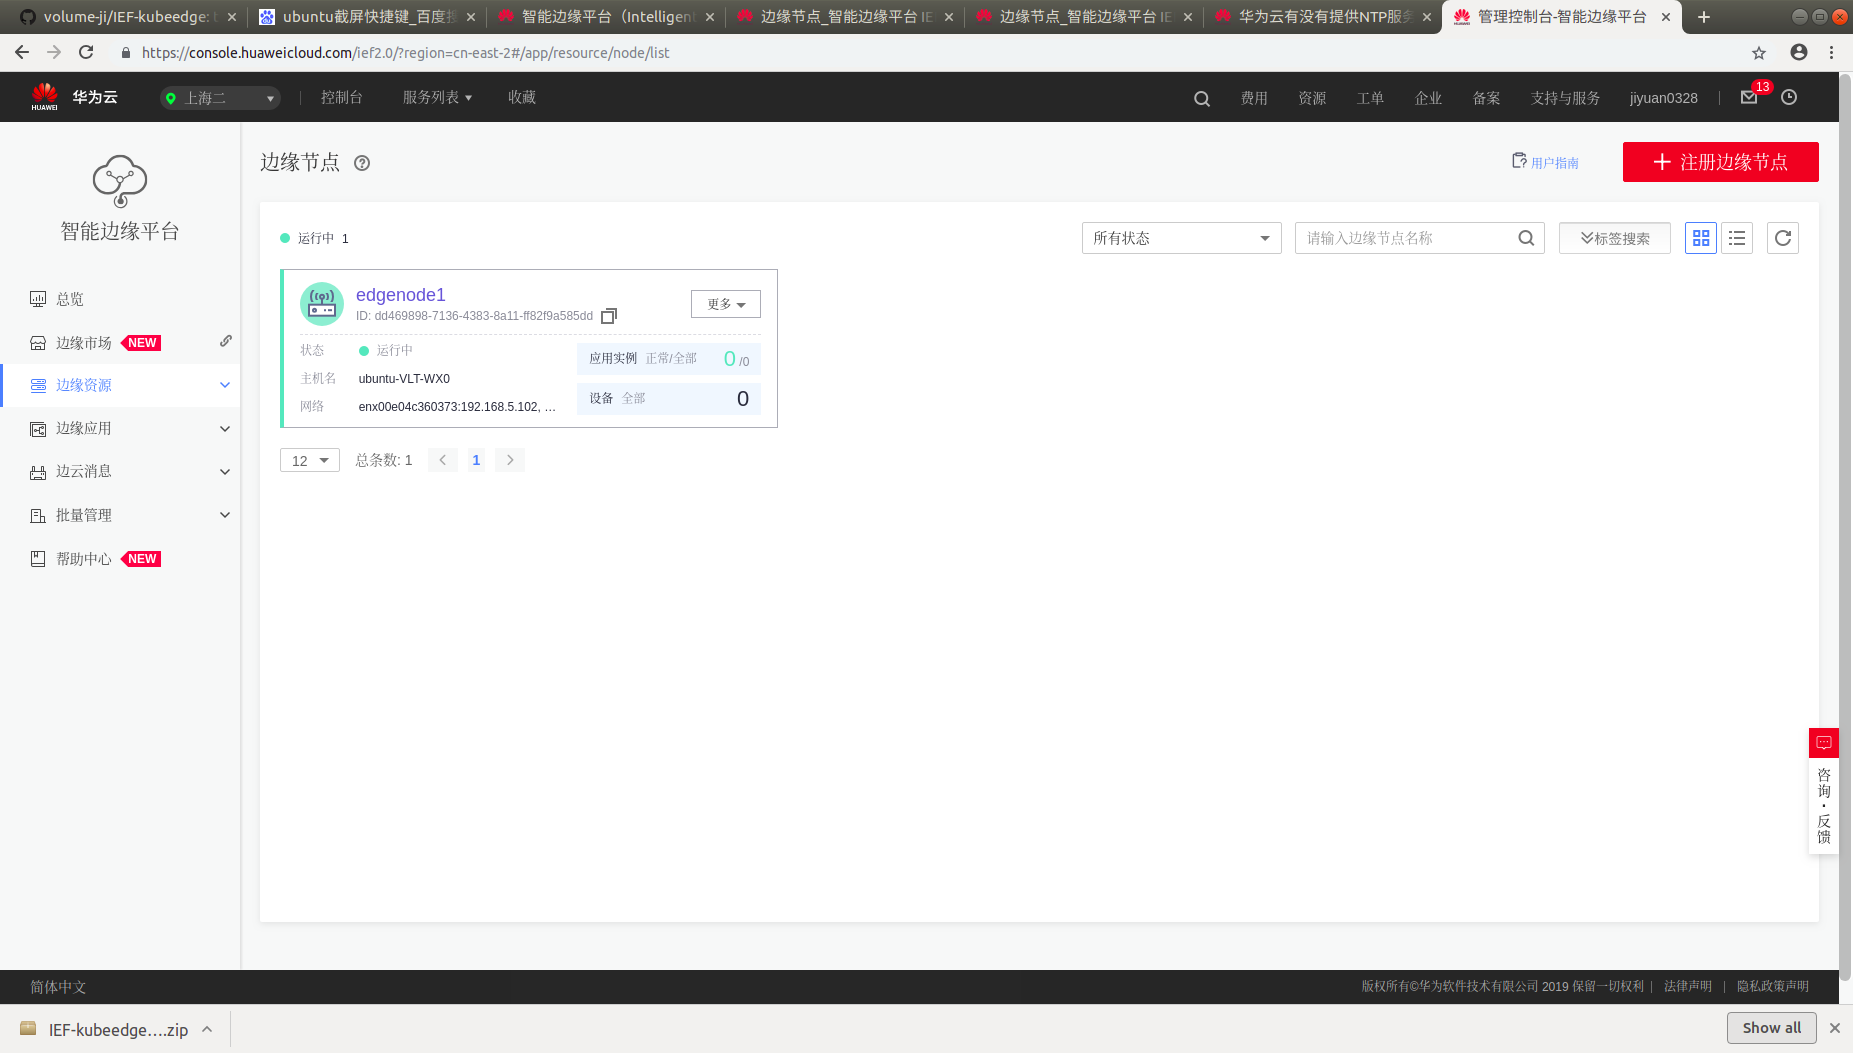 volume-ji/IEF-kubeedge: t
ubuntu截屏快捷键_百度搜
智能边缘平台（Intelligent
边缘节点_智能边缘平台 IE
边缘节点_智能边缘平台 IE
华为云有没有提供NTP服务
管理控制台-智能边缘平台
https://console.huaweicloud.com/ief2.0/?region=cn-east-2#/app/resource/node/list
HUAWEI 华为云 上海二 控制台 服务列表 收藏 费用 资源 工单 企业 备案 支持与服务 jiyuan0328 13
智能边缘平台
总览
边缘市场 NEW
边缘资源
边缘应用
边云消息
批量管理
帮助中心 NEW
边缘节点
用户指南
注册边缘节点
运行中 1
所有状态
请输入边缘节点名称
标签搜索
edgenode1
ID: dd469898-7136-4383-8a11-ff82f9a585dd
更多
状态 运行中
主机名 ubuntu-VLT-WX0
网络 enx00e04c360373:192.168.5.102, …
应用实例 正常/全部 0 /0
设备 全部 0
12 总条数: 1 1
咨询·反馈
简体中文
版权所有©华为软件技术有限公司 2019 保留一切权利 | 法律声明 | 隐私政策声明
IEF-kubeedge….zip
Show all